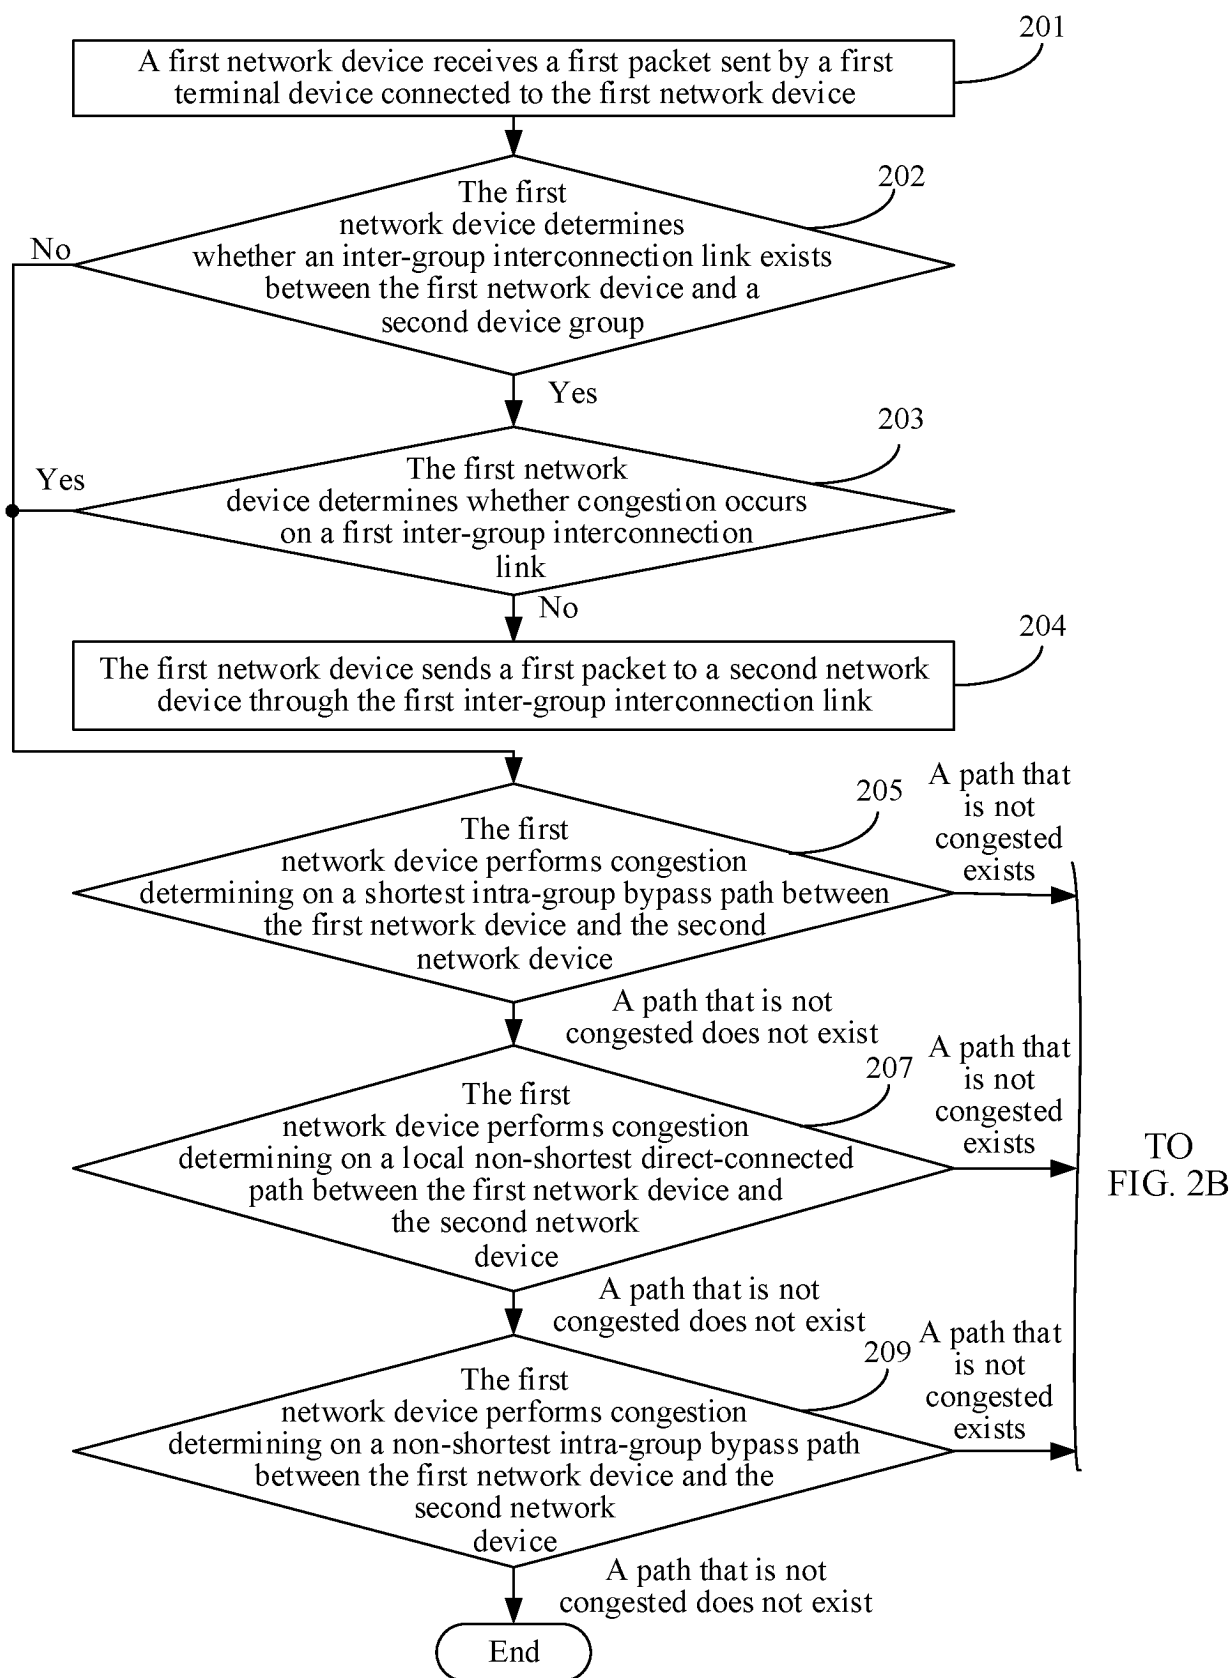 201
A first network device receives a first packet sent by a first
terminal device connected to the first network device
202
The first
network device determines
whether an inter-group interconnection link exists
between the first network device and a
second device group
No
Yes
203
The first network
device determines whether congestion occurs
on a first inter-group interconnection
link
Yes
No
204
The first network device sends a first packet to a second network
device through the first inter-group interconnection link
205
The first
network device performs congestion
determining on a shortest intra-group bypass path between
the first network device and the second
network device
A path that
is not
congested
exists
A path that is not
congested does not exist
207
The first
network device performs congestion
determining on a local non-shortest direct-connected
path between the first network device and
the second network
device
A path that
is not
congested
exists
TO
FIG. 2B
A path that is not
congested does not exist
209
The first
network device performs congestion
determining on a non-shortest intra-group bypass path
between the first network device and the
second network
device
A path that
is not
congested
exists
A path that is not
congested does not exist
End